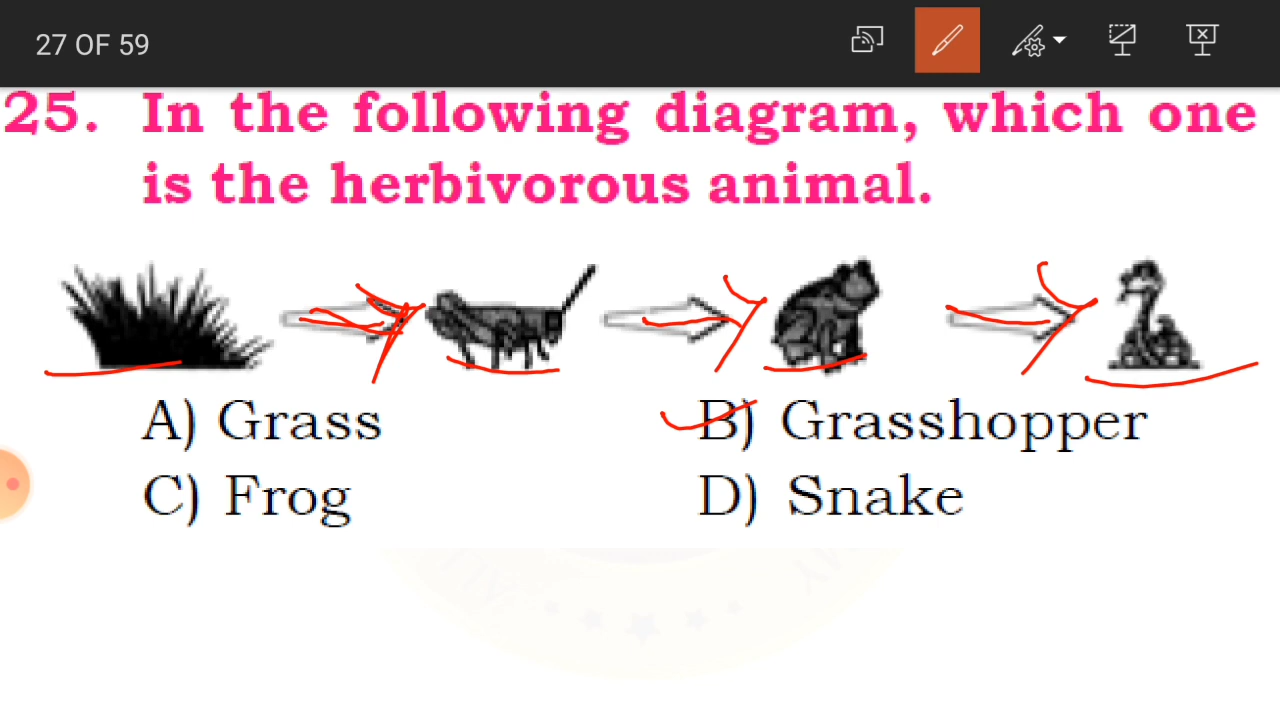 27 OF 59
25. In the following diagram, which one
is the herbivorous animal.
A) Grass B) Grasshopper
C) Frog D) Snake